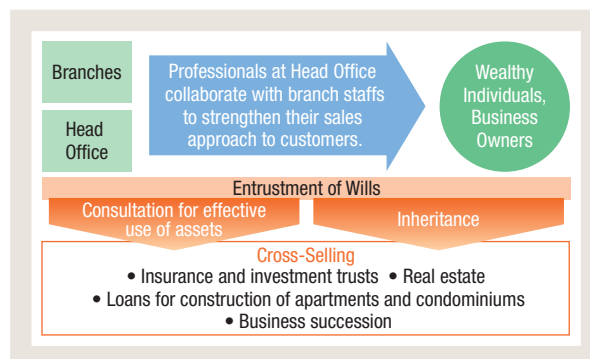 Branches
Head
Office
Professionals at Head Office
collaborate with branch staffs
to strengthen their sales
approach to customers.
Wealthy
Individuals,
Business
Owners
Entrustment of Wills
Consultation for effective
use of assets
Inheritance
Cross-Selling
• Insurance and investment trusts • Real estate
• Loans for construction of apartments and condominiums
• Business succession